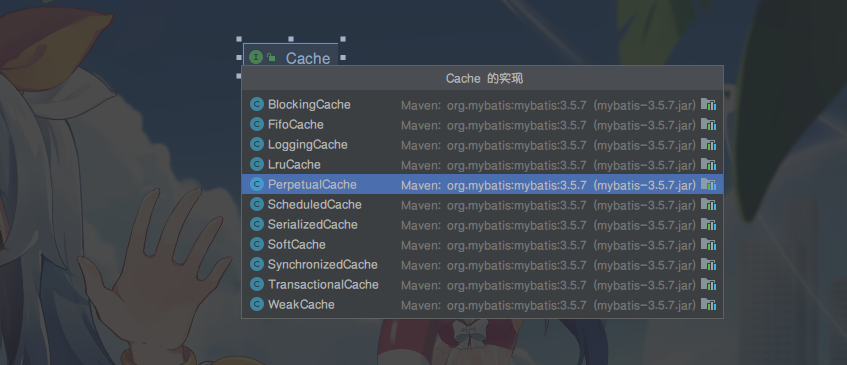 Cache
Cache 的实现
BlockingCache Maven: org.mybatis:mybatis:3.5.7 (mybatis-3.5.7.jar)
FifoCache Maven: org.mybatis:mybatis:3.5.7 (mybatis-3.5.7.jar)
LoggingCache Maven: org.mybatis:mybatis:3.5.7 (mybatis-3.5.7.jar)
LruCache Maven: org.mybatis:mybatis:3.5.7 (mybatis-3.5.7.jar)
PerpetualCache Maven: org.mybatis:mybatis:3.5.7 (mybatis-3.5.7.jar)
ScheduledCache Maven: org.mybatis:mybatis:3.5.7 (mybatis-3.5.7.jar)
SerializedCache Maven: org.mybatis:mybatis:3.5.7 (mybatis-3.5.7.jar)
SoftCache Maven: org.mybatis:mybatis:3.5.7 (mybatis-3.5.7.jar)
SynchronizedCache Maven: org.mybatis:mybatis:3.5.7 (mybatis-3.5.7.jar)
TransactionalCache Maven: org.mybatis:mybatis:3.5.7 (mybatis-3.5.7.jar)
WeakCache Maven: org.mybatis:mybatis:3.5.7 (mybatis-3.5.7.jar)